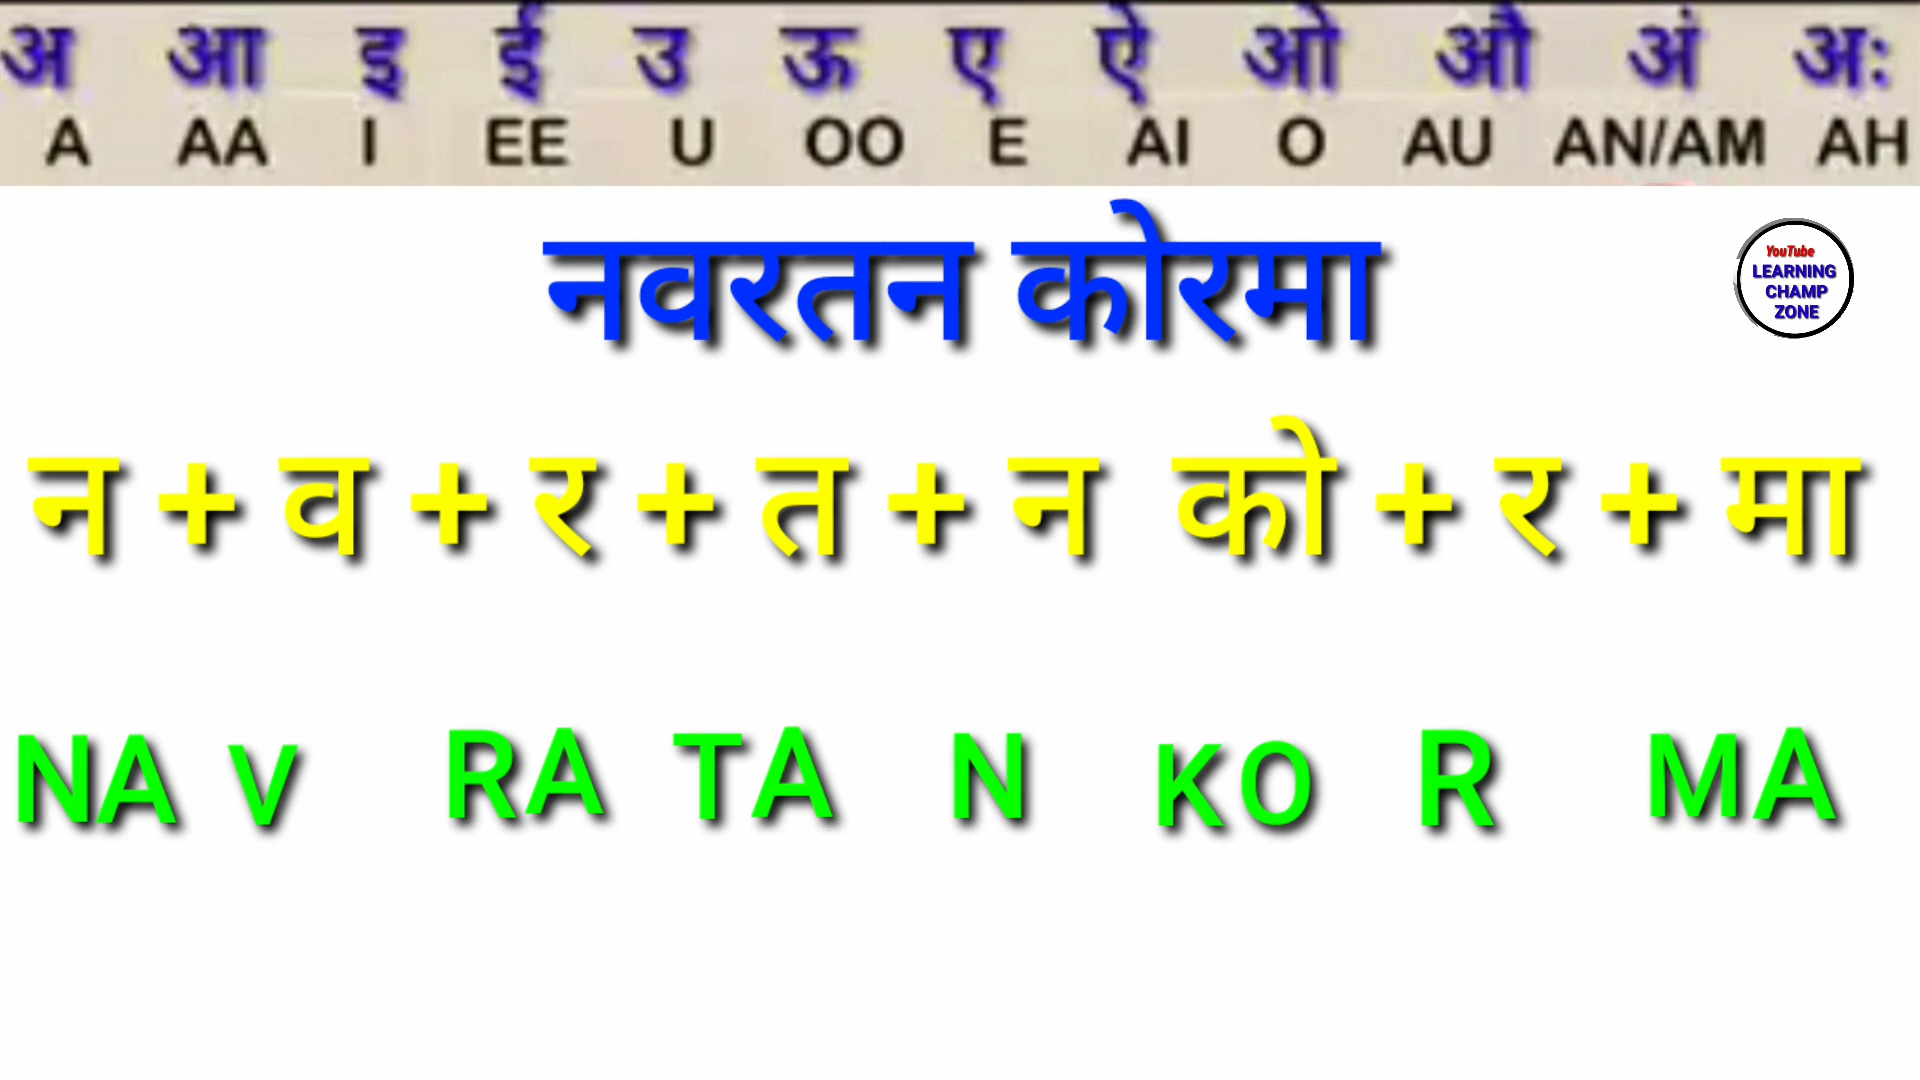 अ आ इ ई उ ऊ ए ऐ ओ औ अं अः
A AA I EE U OO E AI O AU AN/AM AH
नवरतन कोरमा
YouTube
LEARNING
CHAMP
ZONE
न + व + र + त + न को + र + मा
NA V RA TA N KO R MA